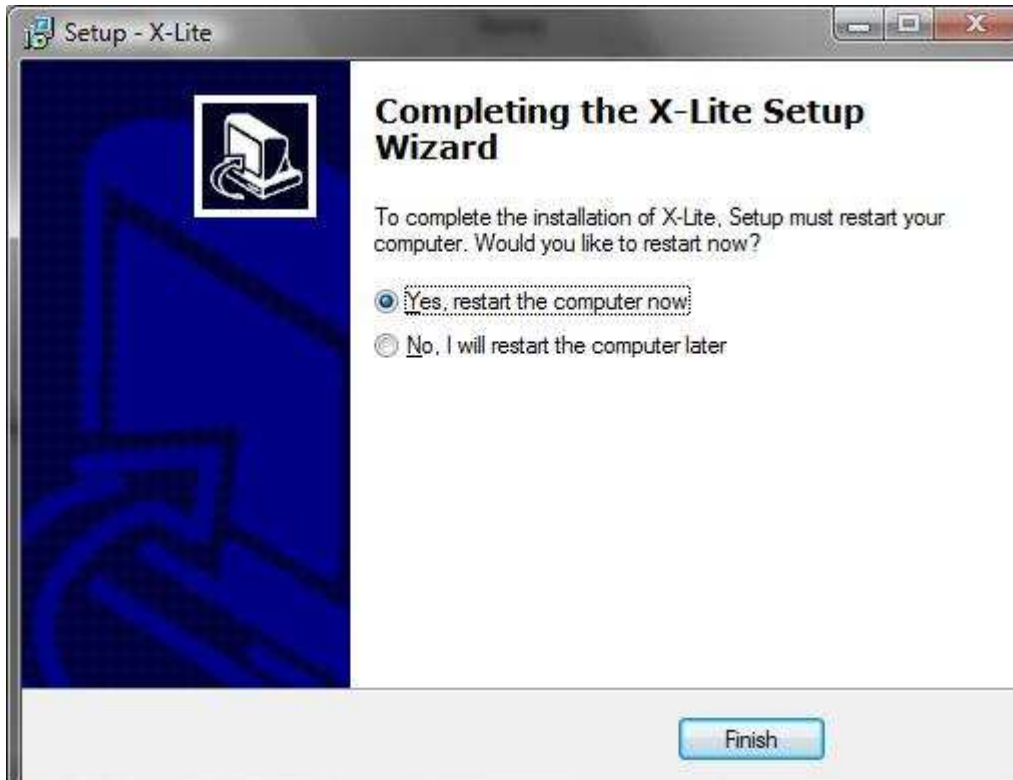 Setup - X-Lite
Completing the X-Lite Setup
Wizard
To complete the installation of X-Lite, Setup must restart your
computer. Would you like to restart now?
Yes, restart the computer now
No, I will restart the computer later
Finish